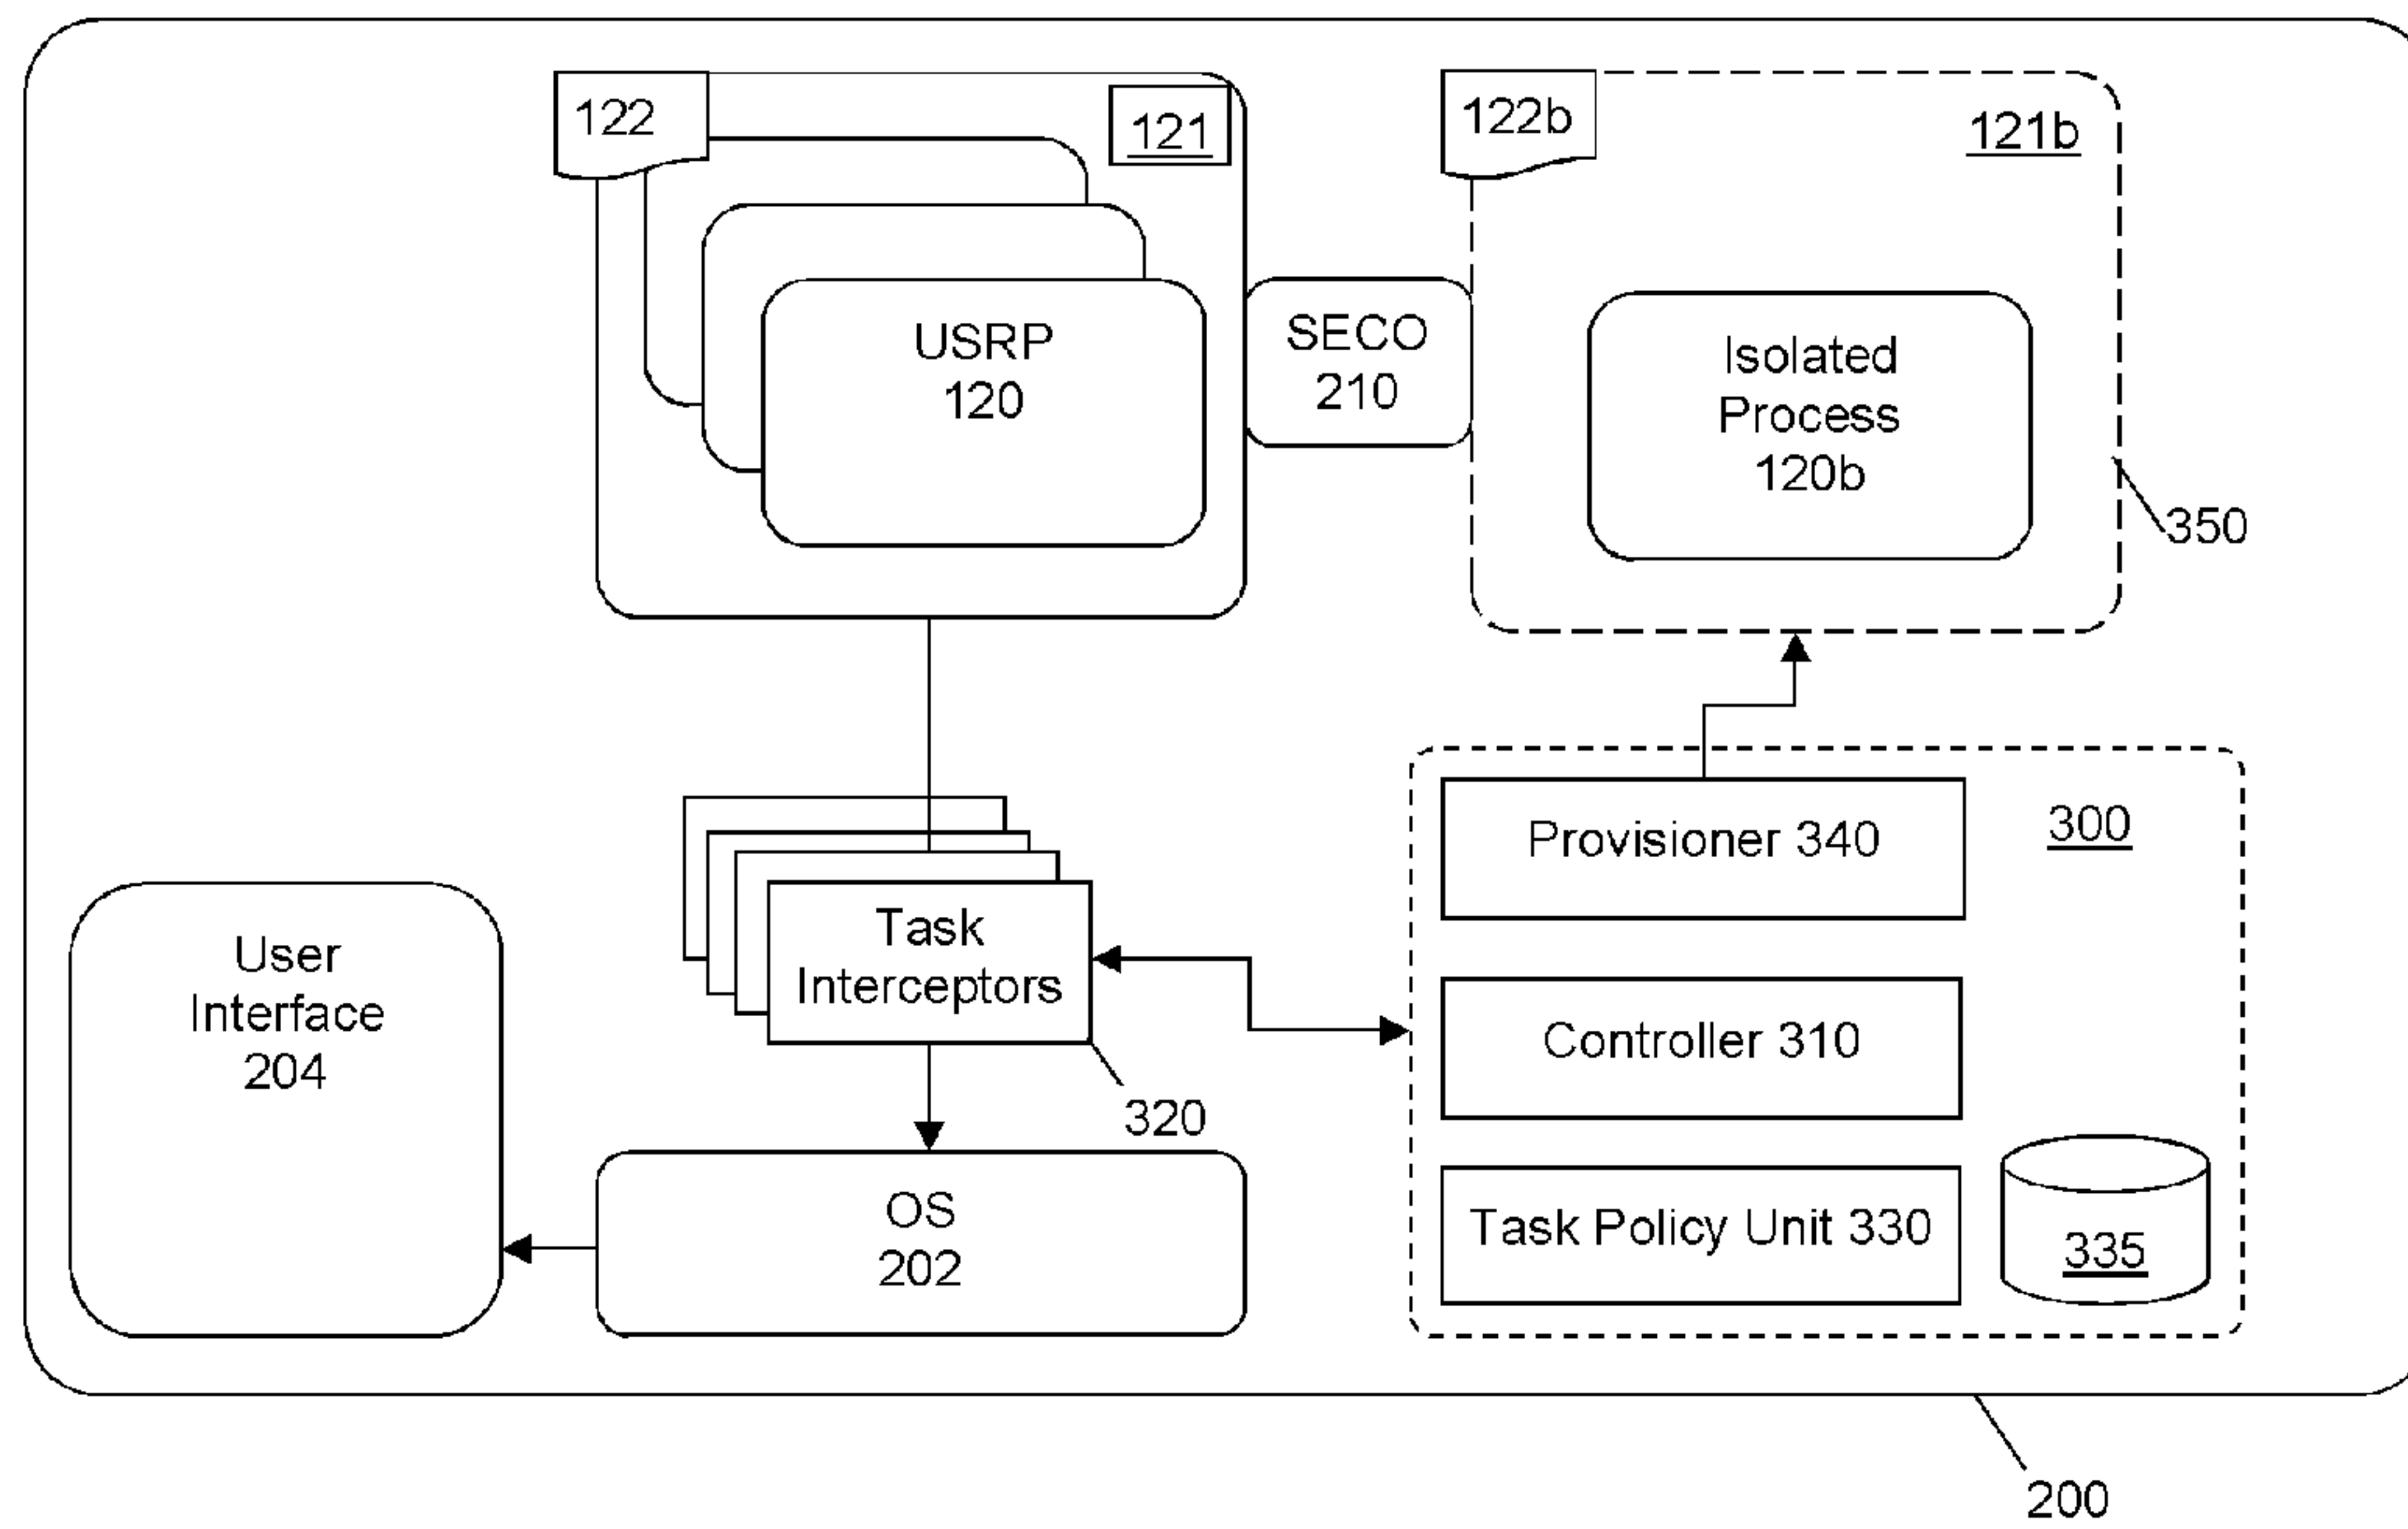 122
121
122b
121b
USRP
120
SECO
210
Isolated
Process
120b
350
Provisioner 340
300
Task
Interceptors
Controller 310
User
Interface
204
320
OS
202
Task Policy Unit 330
335
200